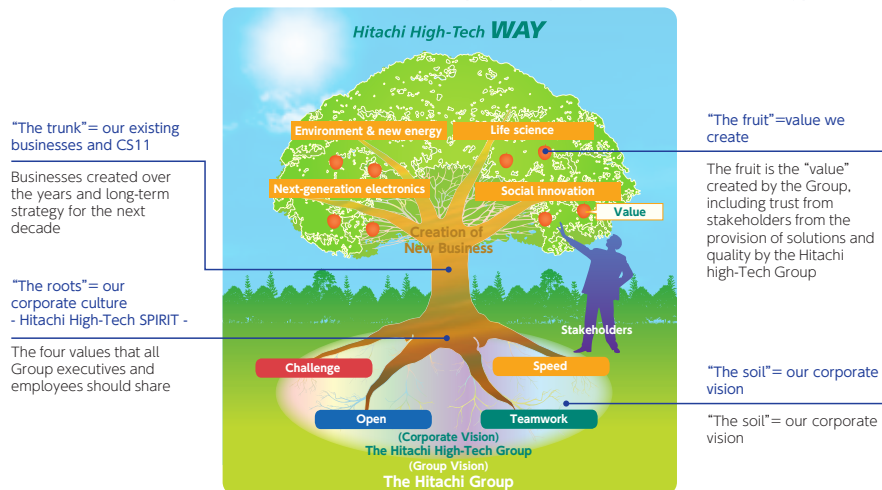 Hitachi High-Tech WAY
"The trunk"= our existing
businesses and CS11
Businesses created over
the years and long-term
strategy for the next
decade
"The roots"= our
corporate culture
- Hitachi High-Tech SPIRIT -
The four values that all
Group executives and
employees should share
Environment & new energy
Life science
Next-generation electronics
Social innovation
Value
Creation of
New Business
Stakeholders
Challenge
Speed
Open
Teamwork
(Corporate Vision)
The Hitachi High-Tech Group
(Group Vision)
The Hitachi Group
"The fruit"=value we
create
The fruit is the "value"
created by the Group,
including trust from
stakeholders from the
provision of solutions and
quality by the Hitachi
high-Tech Group
"The soil"= our corporate
vision
"The soil"= our corporate
vision